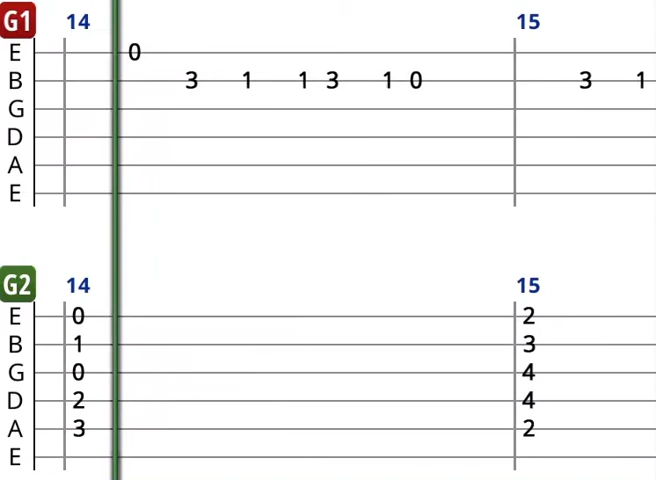 G1 14 15
E 0
B 3 1 1 3 1 0 3 1
G
D
A
E
G2 14 15
E 0 2
B 1 3
G 0 4
D 2 4
A 3 2
E